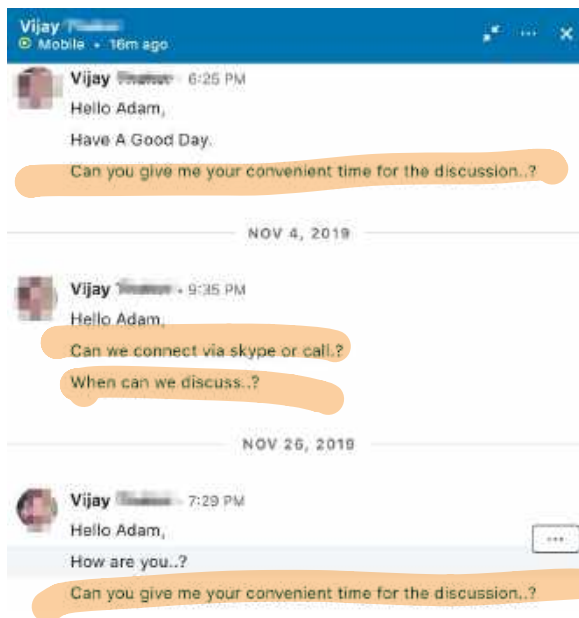 Vijay
Mobile • 16m ago
Vijay • 6:25 PM
Hello Adam,
Have A Good Day.
Can you give me your convenient time for the discussion..?
NOV 4, 2019
Vijay • 9:35 PM
Hello Adam,
Can we connect via skype or call.?
When can we discuss..?
NOV 26, 2019
Vijay • 7:29 PM
Hello Adam,
How are you..?
Can you give me your convenient time for the discussion..?